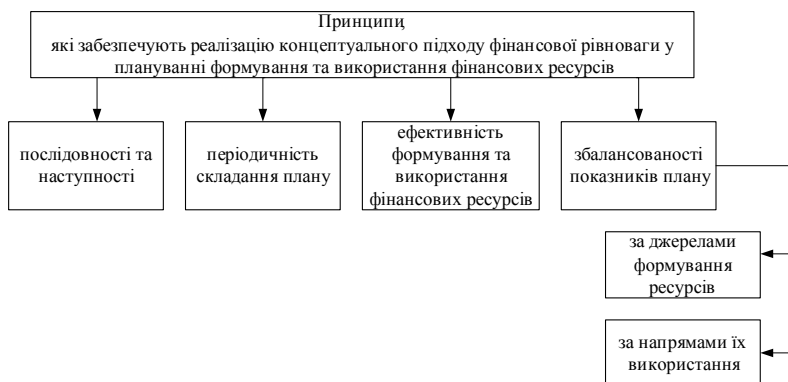 Принципи,
які забезпечують реалізацію концептуального підходу фінансової рівноваги у
плануванні формування та використання фінансових ресурсів
послідовності та
наступності
періодичність
складання плану
ефективність
формування та
використання
фінансових ресурсів
збалансованості
показників плану
за джерелами
формування
ресурсів
за напрямами їх
використання